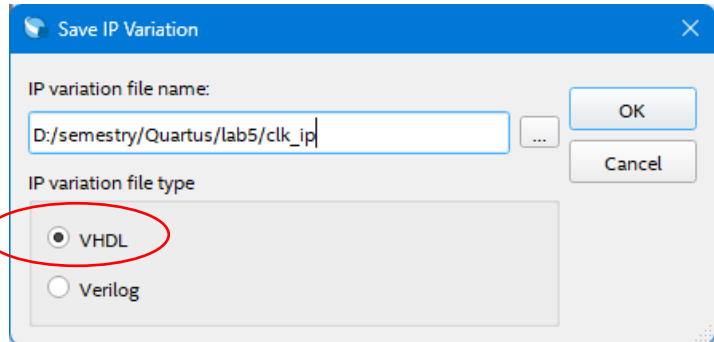 Save IP Variation
IP variation file name:
D:/semestry/Quartus/lab5/clk_ip
...
OK
Cancel
IP variation file type
VHDL
Verilog